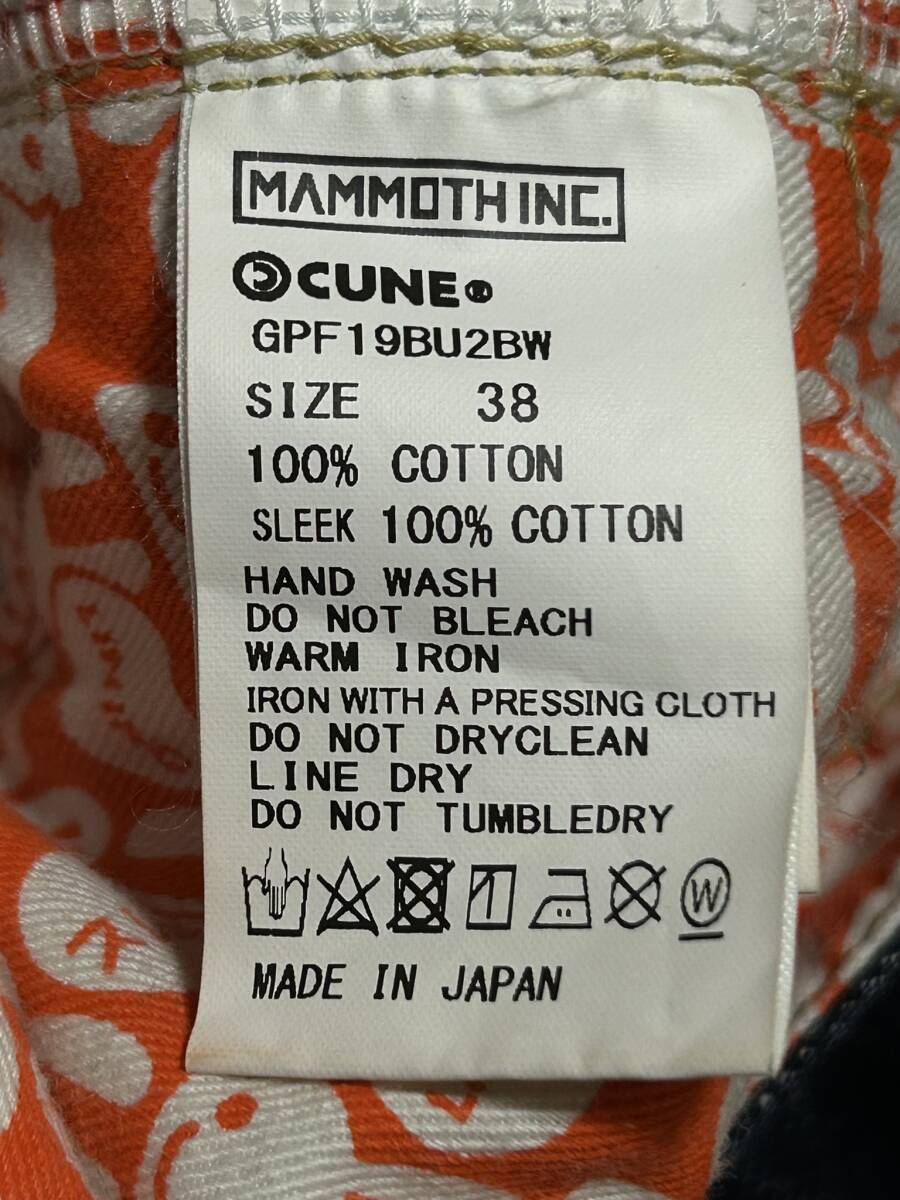 MAMMOTH INC.
CUNE®
GPF19BU2BW
SIZE 38
100% COTTON
SLEEK 100% COTTON
HAND WASH
DO NOT BLEACH
WARM IRON
IRON WITH A PRESSING CLOTH
DO NOT DRYCLEAN
LINE DRY
DO NOT TUMBLEDRY
W
MADE IN JAPAN